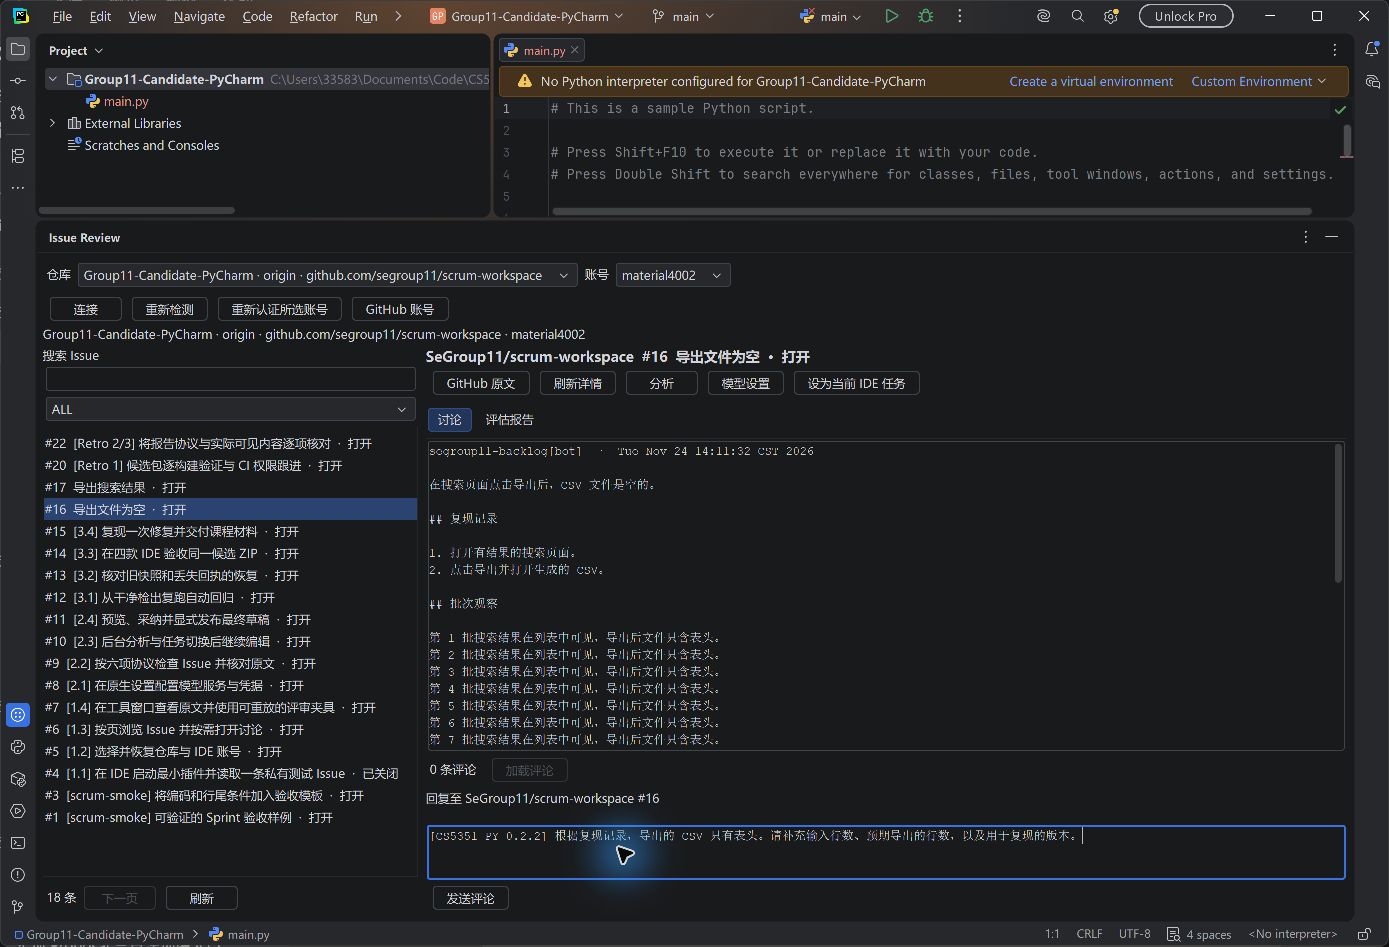 File Edit View Navigate Code Refactor Run GP Group11-Candidate-PyCharm main main Unlock Pro
Project
Group11-Candidate-PyCharm C:\Users\33583\Documents\Code\CS5
main.py
External Libraries
Scratches and Consoles
main.py
No Python interpreter configured for Group11-Candidate-PyCharm Create a virtual environment Custom Environment
1 # This is a sample Python script.
2
3 # Press Shift+F10 to execute it or replace it with your code.
4 # Press Double Shift to search everywhere for classes, files, tool windows, actions, and settings.
5
Issue Review
仓库 Group11-Candidate-PyCharm · origin · github.com/segroup11/scrum-workspace 账号 material4002
连接 重新检测 重新认证所选账号 GitHub 账号
Group11-Candidate-PyCharm · origin · github.com/segroup11/scrum-workspace · material4002
搜索 Issue
ALL
#22 [Retro 2/3] 将报告协议与实际可见内容逐项核对 · 打开
#20 [Retro 1] 候选包逐构建验证与 CI 权限跟进 · 打开
#17 导出搜索结果 · 打开
#16 导出文件为空 · 打开
#15 [3.4] 复现一次修复并交付课程材料 · 打开
#14 [3.3] 在四款 IDE 验收同一候选 ZIP · 打开
#13 [3.2] 核对旧快照和丢失回执的恢复 · 打开
#12 [3.1] 从干净检出复跑自动回归 · 打开
#11 [2.4] 预览、采纳并显式发布最终草稿 · 打开
#10 [2.3] 后台分析与任务切换后继续编辑 · 打开
#9 [2.2] 按六项协议检查 Issue 并核对原文 · 打开
#8 [2.1] 在原生设置配置模型服务与凭据 · 打开
#7 [1.4] 在工具窗口查看原文并使用可重放的评审夹具 · 打开
#6 [1.3] 按页浏览 Issue 并按需打开讨论 · 打开
#5 [1.2] 选择并恢复仓库与 IDE 账号 · 打开
#4 [1.1] 在 IDE 启动最小插件并读取一条私有测试 Issue · 已关闭
#3 [scrum-smoke] 将编码和行尾条件加入验收模板 · 打开
#1 [scrum-smoke] 可验证的 Sprint 验收样例 · 打开
18 条 下一页 刷新
SeGroup11/scrum-workspace #16 导出文件为空 · 打开
GitHub 原文 刷新详情 分析 模型设置 设为当前 IDE 任务
讨论 评估报告
segroup11-backlog[bot] · Tue Nov 24 14:11:32 CST 2026
在搜索页面点击导出后，CSV 文件是空的。
## 复现记录
1. 打开有结果的搜索页面。
2. 点击导出并打开生成的 CSV。
## 批次观察
第 1 批搜索结果在列表中可见，导出后文件只含表头。
第 2 批搜索结果在列表中可见，导出后文件只含表头。
第 3 批搜索结果在列表中可见，导出后文件只含表头。
第 4 批搜索结果在列表中可见，导出后文件只含表头。
第 5 批搜索结果在列表中可见，导出后文件只含表头。
第 6 批搜索结果在列表中可见，导出后文件只含表头。
第 7 批搜索结果在列表中可见，导出后文件只含表头。
0 条评论 加载评论
回复至 SeGroup11/scrum-workspace #16
[CS5351 PY 0.2.2] 根据复现记录，导出的 CSV 只有表头。请补充输入行数、预期导出的行数，以及用于复现的版本。
发送评论
Group11-Candidate-PyCharm main.py 1:1 CRLF UTF-8 4 spaces <No interpreter>